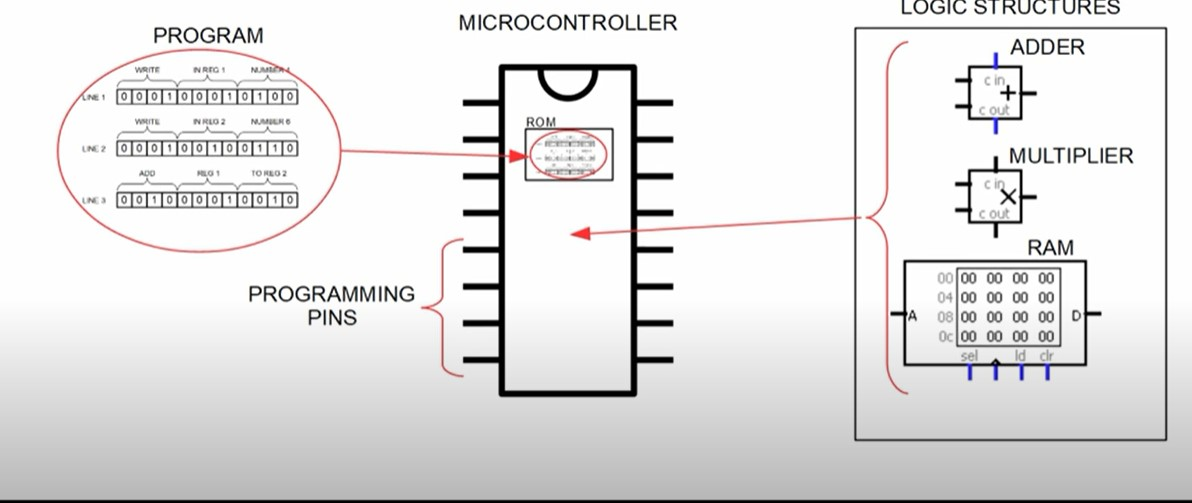 PROGRAM
WRITE IN REG 1 NUMBER 4
LINE 1 0 0 0 1 0 0 0 1 0 1 0 0
WRITE IN REG 2 NUMBER 6
LINE 2 0 0 0 1 0 0 1 0 0 1 1 0
ADD REG 1 TO REG 2
LINE 3 0 0 1 0 0 0 0 1 0 0 1 0
MICROCONTROLLER
ROM
PROGRAMMING
PINS
LOGIC STRUCTURES
ADDER
c in
+
c out
MULTIPLIER
c in
×
c out
RAM
00 00 00 00 00
04 00 00 00 00
A 08 00 00 00 00 D
0c 00 00 00 00
sel ld clr